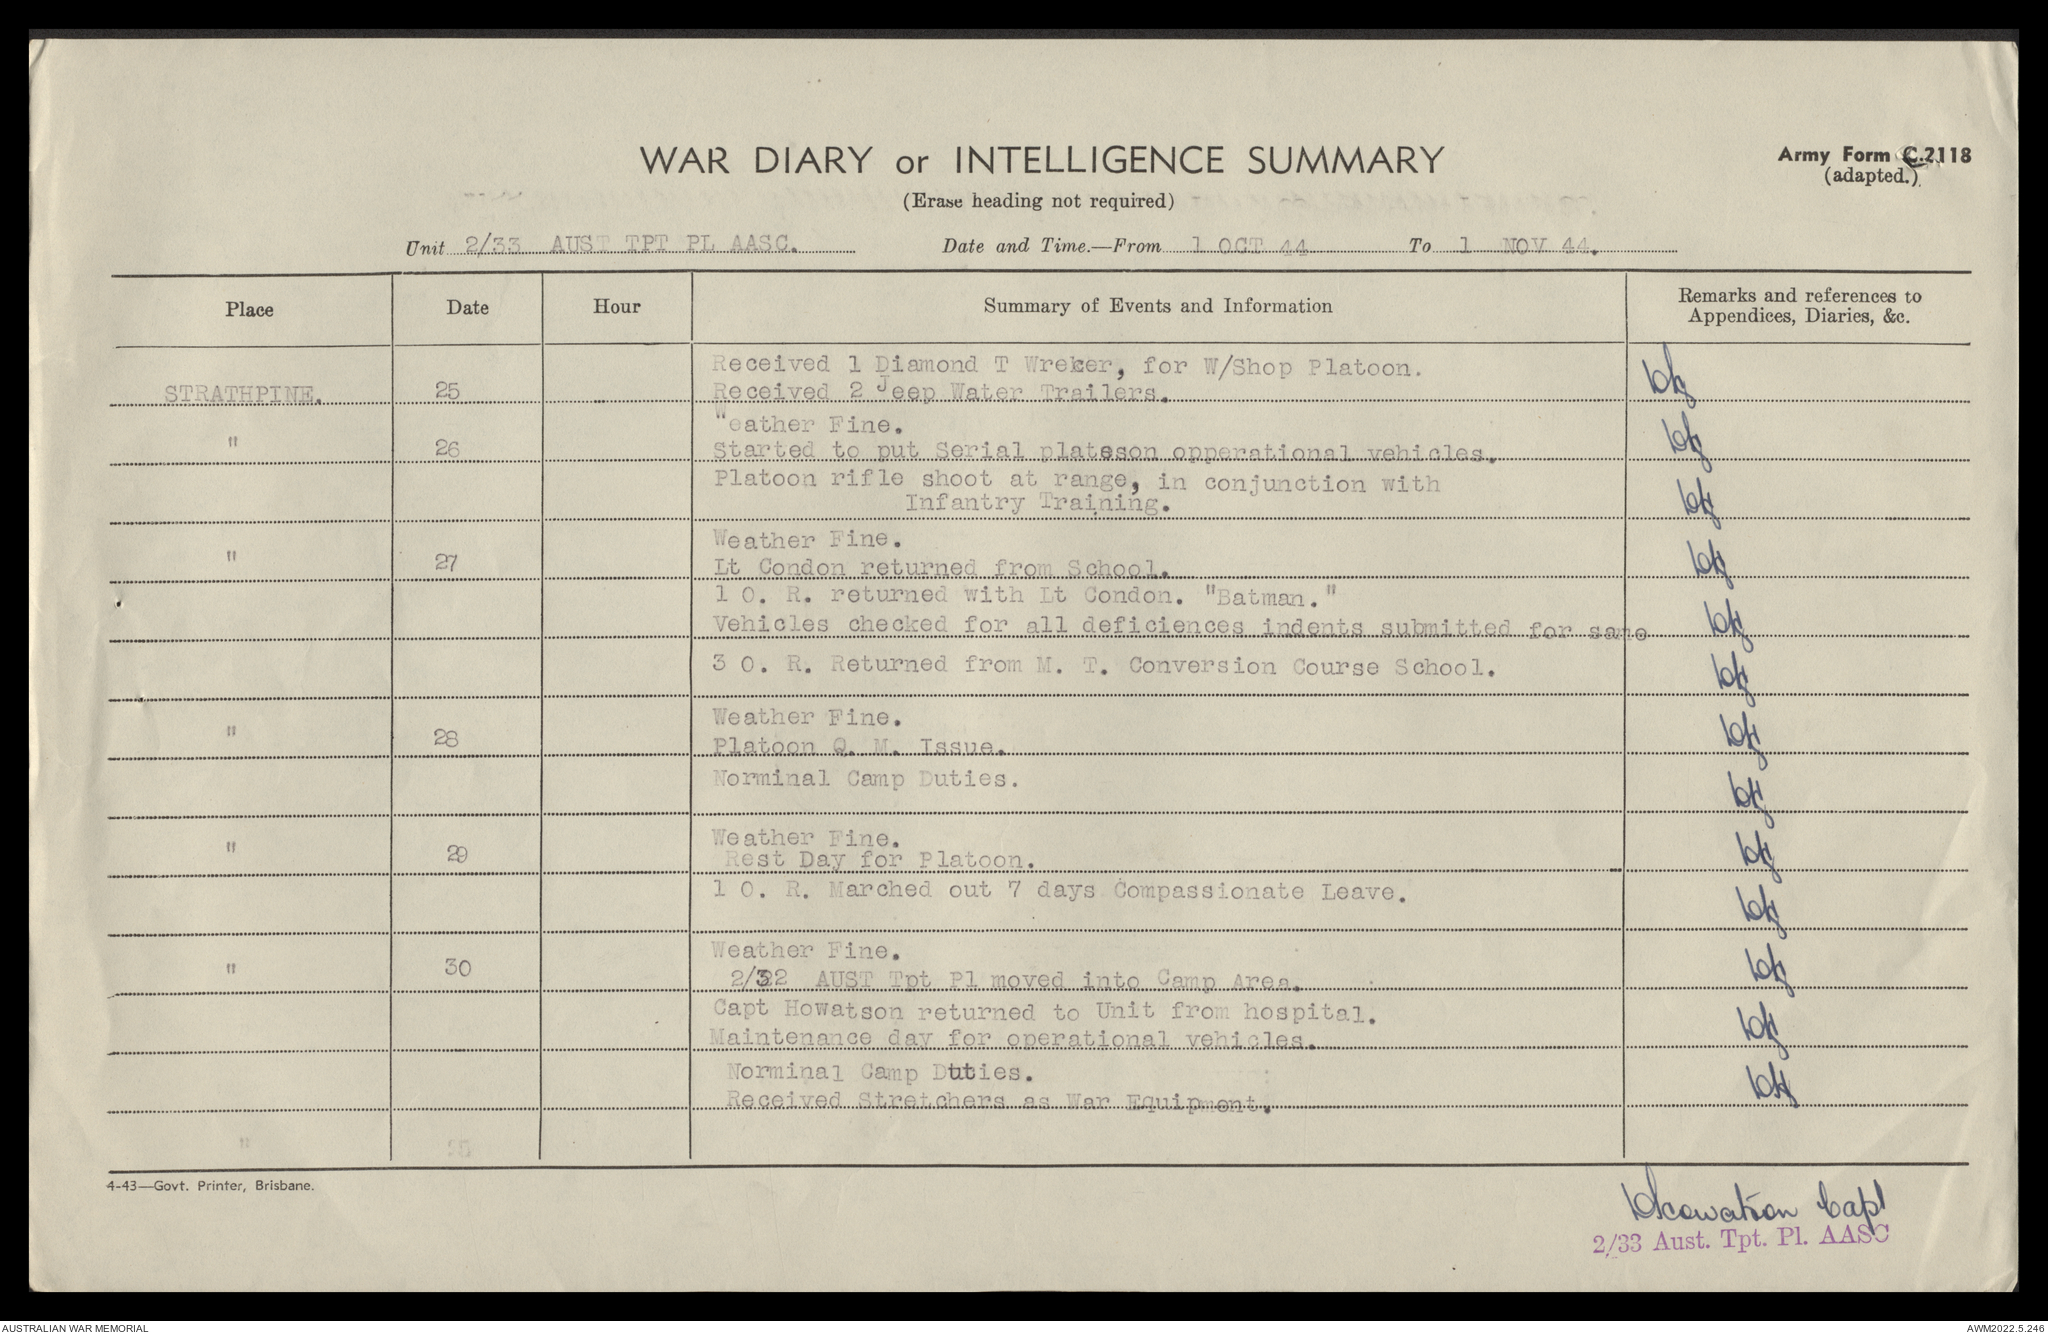 WAR DIARY or INTELLIGENCE SUMMARY
Army Form C.2118
(adapted.)
(Erase heading not required)
Unit 2/33 AUST TPT PL AASC.
Date and Time.—From 1 OCT 44 To 1 NOV 44.
Place Date Hour Summary of Events and Information Remarks and references to
Appendices, Diaries, &c.
Received 1 Diamond T Wreker, for W/Shop Platoon.
STRATHPINE. 25 Received 2 Jeep Water Trailers.
Weather Fine.
" 26 Started to put Serial plateson opperational vehicles.
Platoon rifle shoot at range, in conjunction with
Infantry Training.
Weather Fine.
" 27 Lt Condon returned from School.
1 O. R. returned with Lt Condon. "Batman."
Vehicles checked for all deficiences indents submitted for same
3 O. R. Returned from M. T. Conversion Course School.
Weather Fine.
" 28 Platoon Q. M. Issue.
Norminal Camp Duties.
Weather Fine.
" 29 Rest Day for Platoon.
1 O. R. Marched out 7 days Compassionate Leave.
Weather Fine.
" 30 2/32 AUST Tpt Pl moved into Camp Area.
Capt Howatson returned to Unit from hospital.
Maintenance day for operational vehicles.
Norminal Camp Duties.
Received Stretchers as War Equipment.
"
4-43—Govt. Printer, Brisbane.
Howatson Capt
2/33 Aust. Tpt. Pl. AASC
AUSTRALIAN WAR MEMORIAL
AWM2022.5.246